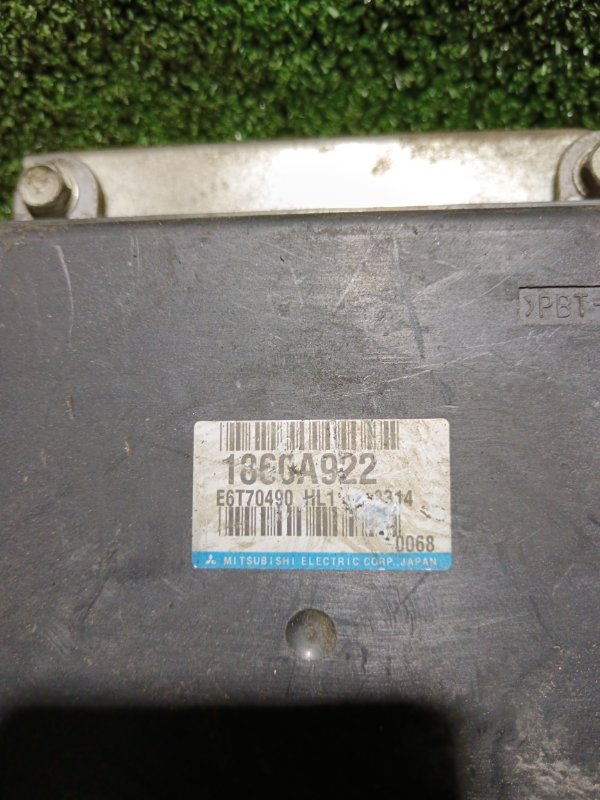 >PBT-
1860A922
E6T70490
0068
MITSUBISHI ELECTRIC CORP., JAPAN